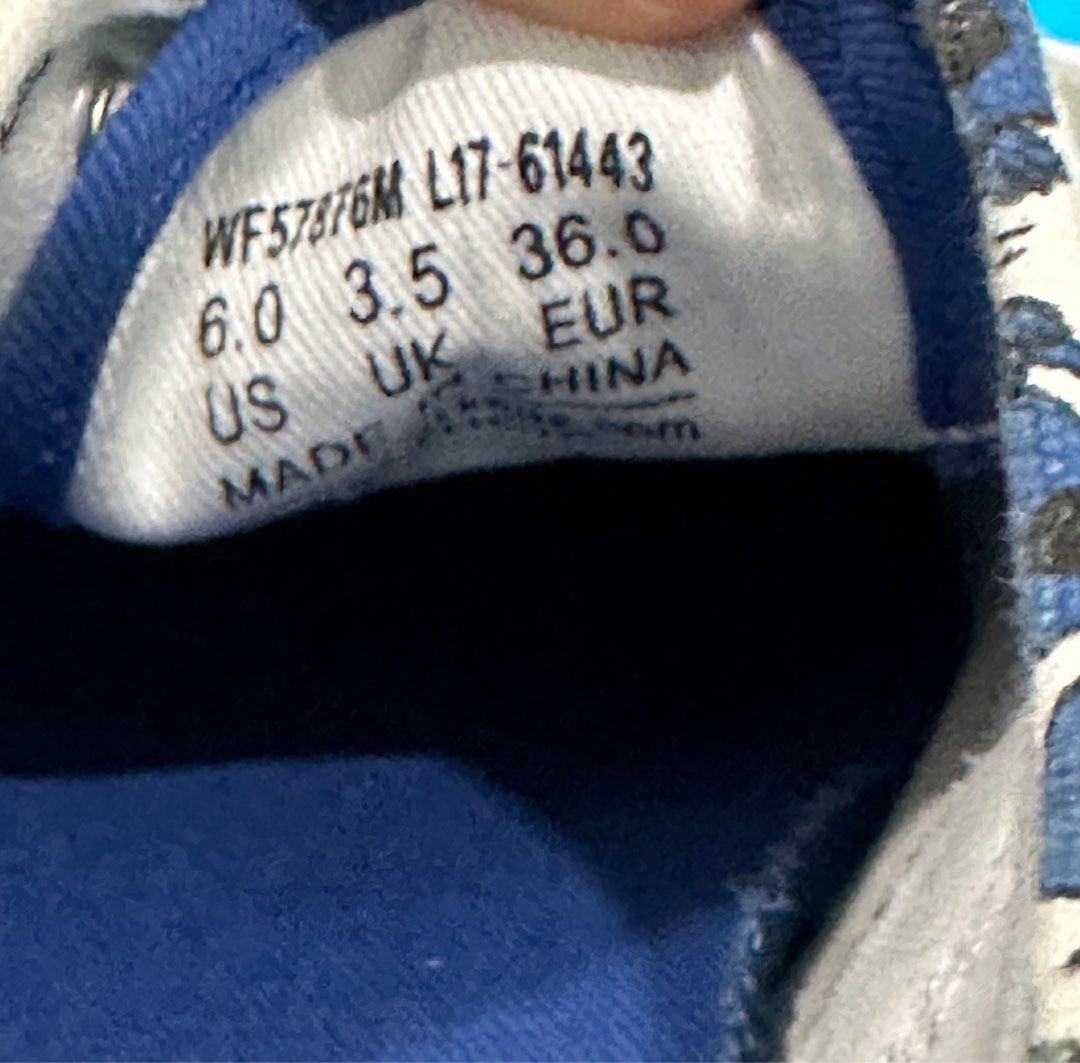 WF57876M L17-61443
6.0 3.5 36.0
US UK EUR
MADE CHINA